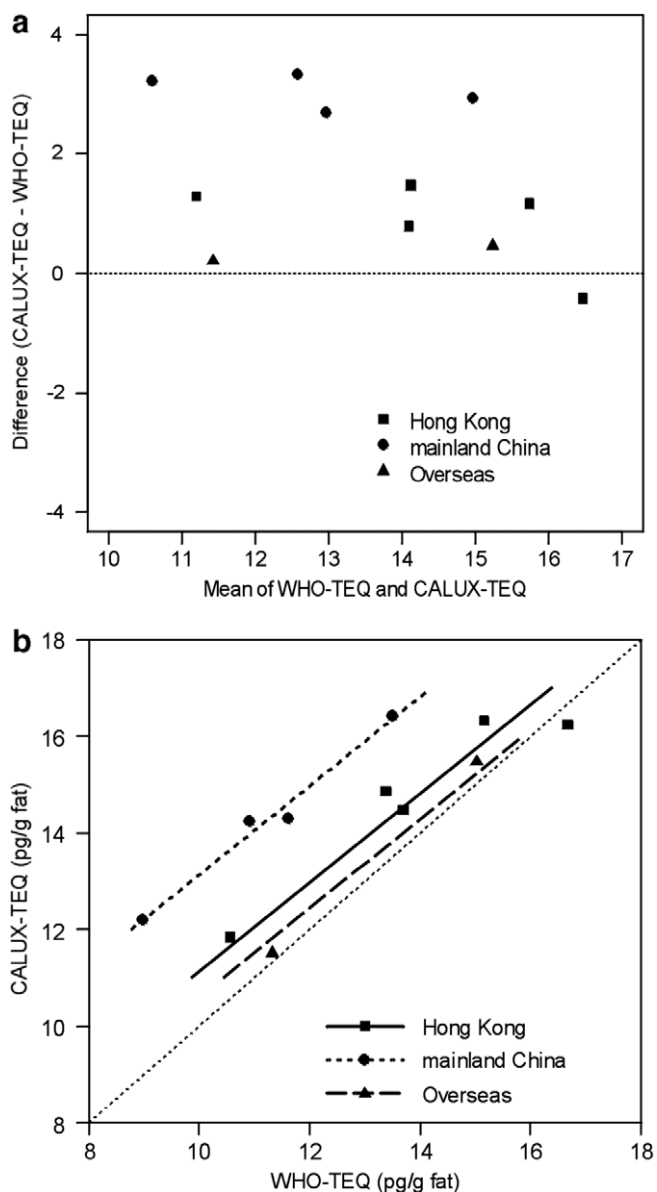 a
4
2
0
-2
-4
Difference (CALUX-TEQ - WHO-TEQ)
Hong Kong
mainland China
Overseas
10 11 12 13 14 15 16 17
Mean of WHO-TEQ and CALUX-TEQ
b
18
16
14
12
10
8
CALUX-TEQ (pg/g fat)
Hong Kong
mainland China
Overseas
8 10 12 14 16 18
WHO-TEQ (pg/g fat)